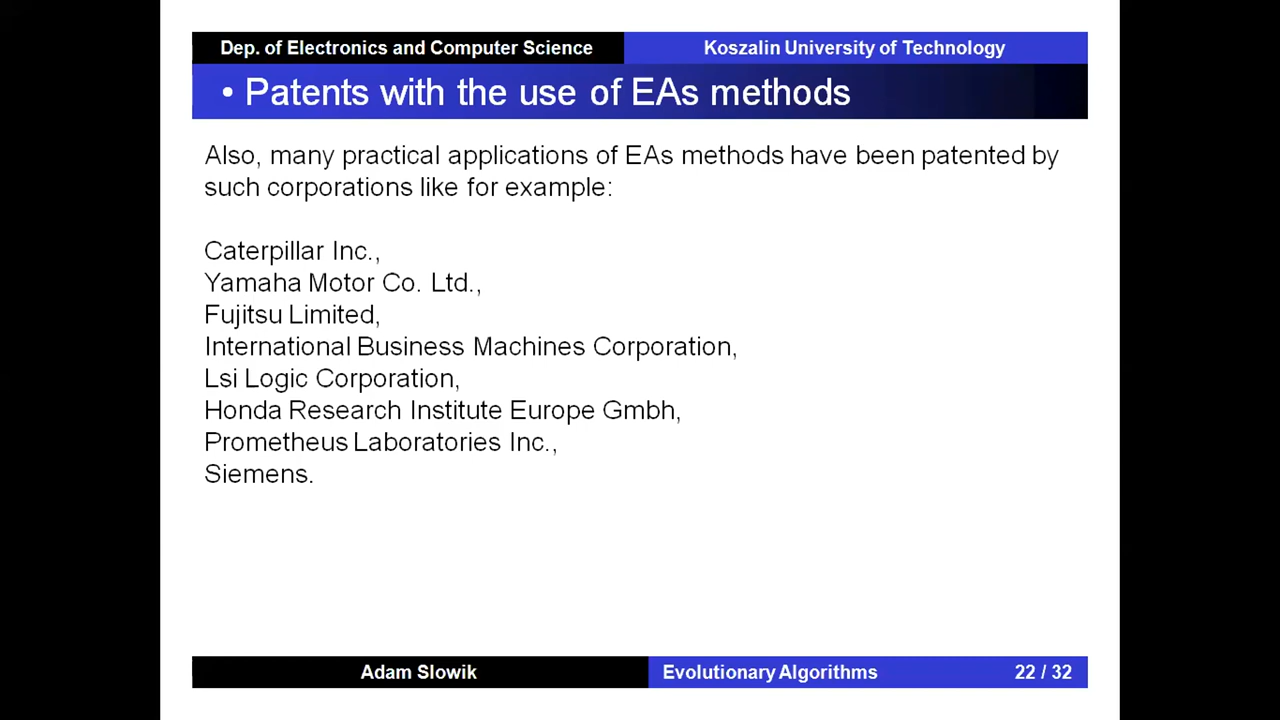 Dep. of Electronics and Computer Science
Koszalin University of Technology
• Patents with the use of EAs methods
Also, many practical applications of EAs methods have been patented by
such corporations like for example:
Caterpillar Inc.,
Yamaha Motor Co. Ltd.,
Fujitsu Limited,
International Business Machines Corporation,
Lsi Logic Corporation,
Honda Research Institute Europe Gmbh,
Prometheus Laboratories Inc.,
Siemens.
Adam Slowik
Evolutionary Algorithms
22 / 32